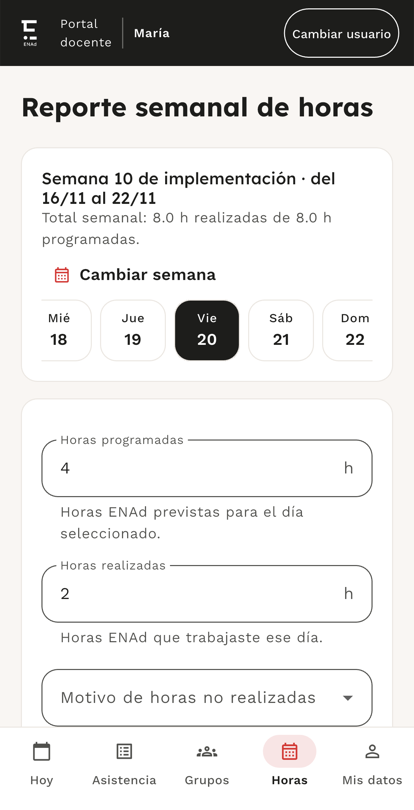 ENAd
Portal
docente
María
Cambiar usuario
Reporte semanal de horas
Semana 10 de implementación · del
16/11 al 22/11
Total semanal: 8.0 h realizadas de 8.0 h
programadas.
Cambiar semana
Mié
18
Jue
19
Vie
20
Sáb
21
Dom
22
Horas programadas
4 h
Horas ENAd previstas para el día
seleccionado.
Horas realizadas
2 h
Horas ENAd que trabajaste ese día.
Motivo de horas no realizadas
Hoy
Asistencia
Grupos
Horas
Mis datos